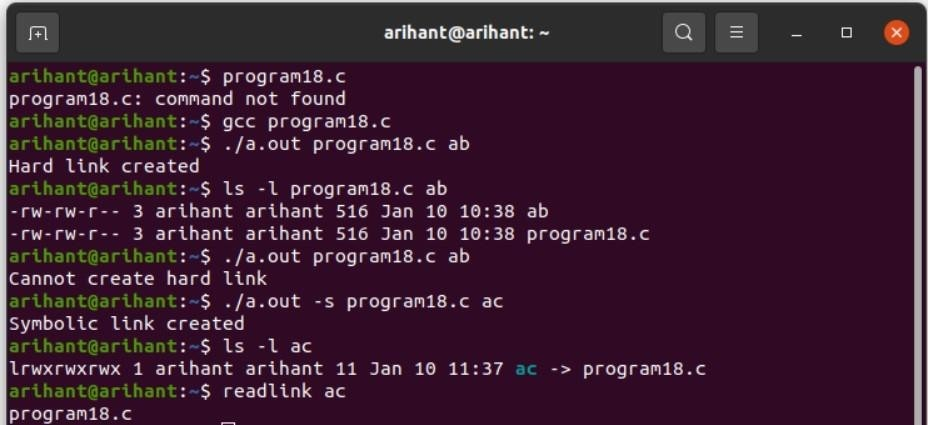 arihant@arihant: ~
arihant@arihant:~$ program18.c
program18.c: command not found
arihant@arihant:~$ gcc program18.c
arihant@arihant:~$ ./a.out program18.c ab
Hard link created
arihant@arihant:~$ ls -l program18.c ab
-rw-rw-r-- 3 arihant arihant 516 Jan 10 10:38 ab
-rw-rw-r-- 3 arihant arihant 516 Jan 10 10:38 program18.c
arihant@arihant:~$ ./a.out program18.c ab
Cannot create hard link
arihant@arihant:~$ ./a.out -s program18.c ac
Symbolic link created
arihant@arihant:~$ ls -l ac
lrwxrwxrwx 1 arihant arihant 11 Jan 10 11:37 ac -> program18.c
arihant@arihant:~$ readlink ac
program18.c